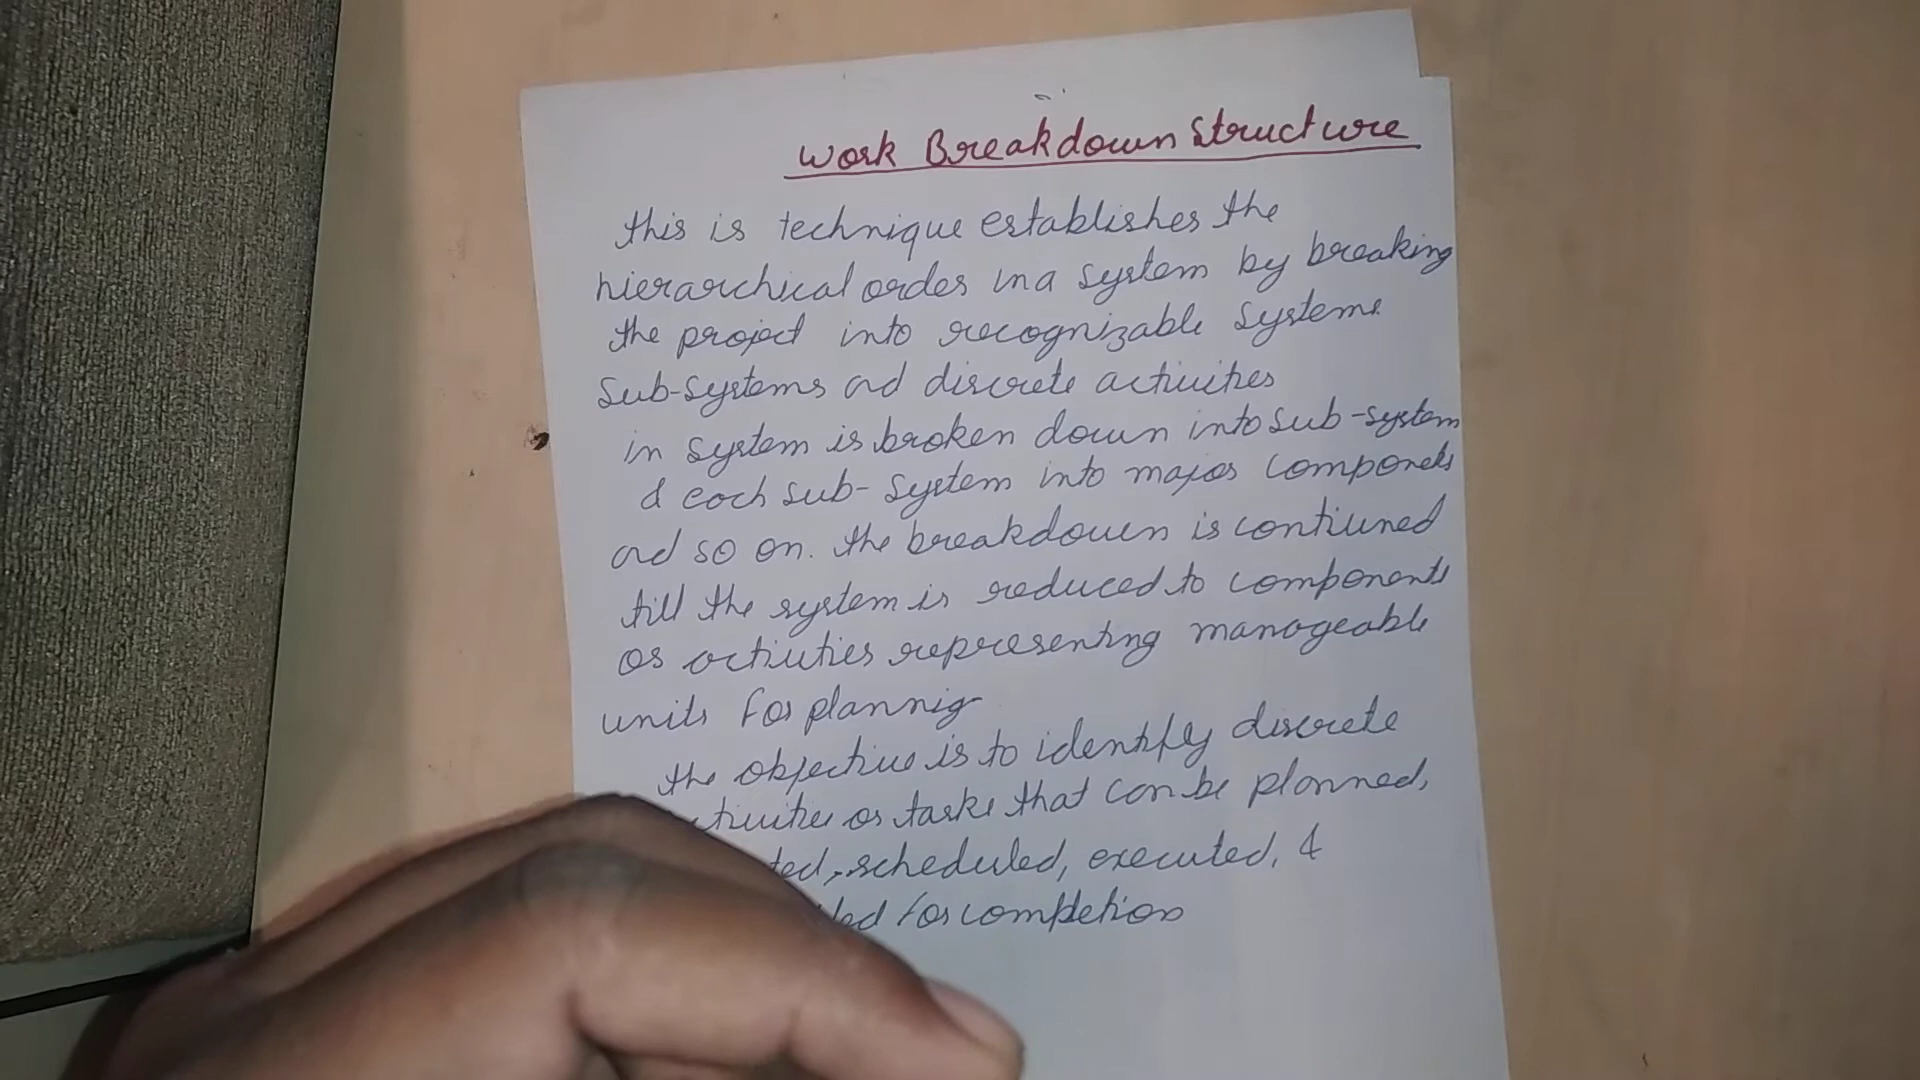 Work Breakdown Structure
this is technique establishes the
hierarchical order in a system by breaking
the project into recognizable systems.
Sub-systems and discrete activities
in system is broken down into sub-system
& each sub-system into major components
and so on. the breakdown is continued
till the system is reduced to components
or activities representing manageable
units for planning
the objective is to identify discrete
or tasks that can be planned,
scheduled, executed, &
for completion